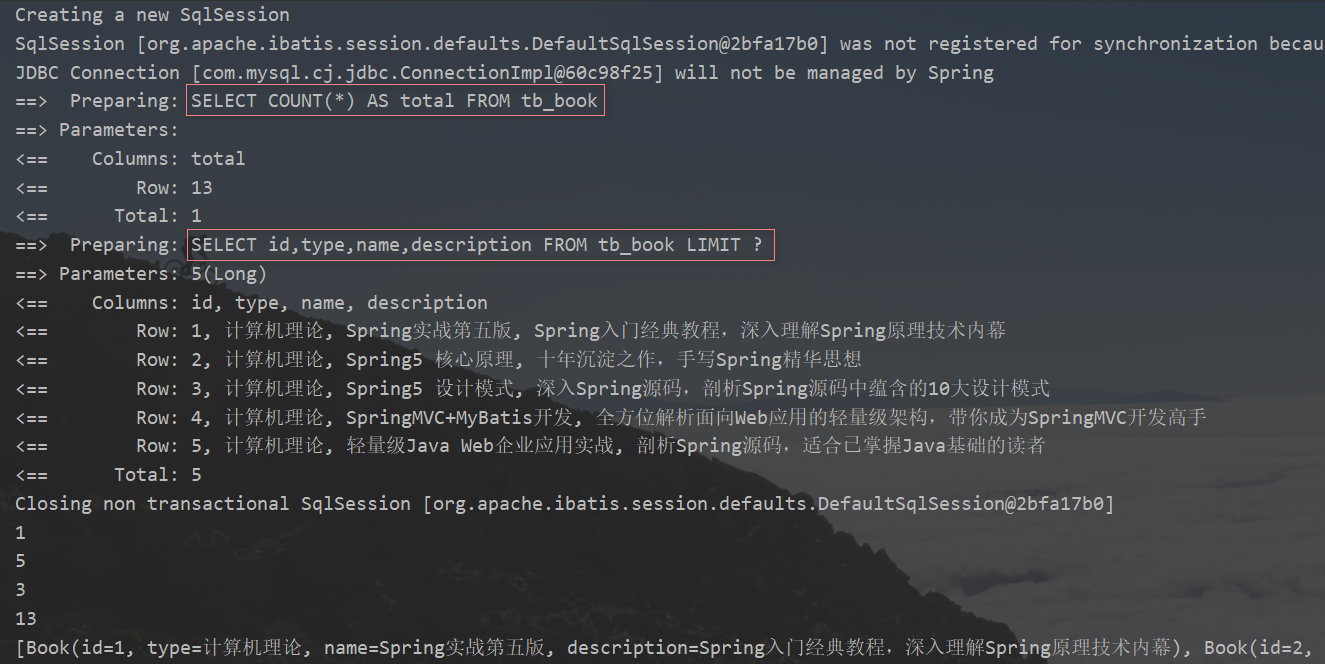 Creating a new SqlSession
SqlSession [org.apache.ibatis.session.defaults.DefaultSqlSession@2bfa17b0] was not registered for synchronization becau
JDBC Connection [com.mysql.cj.jdbc.ConnectionImpl@60c98f25] will not be managed by Spring
==>  Preparing: SELECT COUNT(*) AS total FROM tb_book
==> Parameters:
<==    Columns: total
<==        Row: 13
<==      Total: 1
==>  Preparing: SELECT id,type,name,description FROM tb_book LIMIT ?
==> Parameters: 5(Long)
<==    Columns: id, type, name, description
<==        Row: 1, 计算机理论, Spring实战第五版, Spring入门经典教程，深入理解Spring原理技术内幕
<==        Row: 2, 计算机理论, Spring5 核心原理, 十年沉淀之作，手写Spring精华思想
<==        Row: 3, 计算机理论, Spring5 设计模式, 深入Spring源码，剖析Spring源码中蕴含的10大设计模式
<==        Row: 4, 计算机理论, SpringMVC+MyBatis开发, 全方位解析面向Web应用的轻量级架构，带你成为SpringMVC开发高手
<==        Row: 5, 计算机理论, 轻量级Java Web企业应用实战, 剖析Spring源码，适合已掌握Java基础的读者
<==      Total: 5
Closing non transactional SqlSession [org.apache.ibatis.session.defaults.DefaultSqlSession@2bfa17b0]
1
5
3
13
[Book(id=1, type=计算机理论, name=Spring实战第五版, description=Spring入门经典教程，深入理解Spring原理技术内幕), Book(id=2,